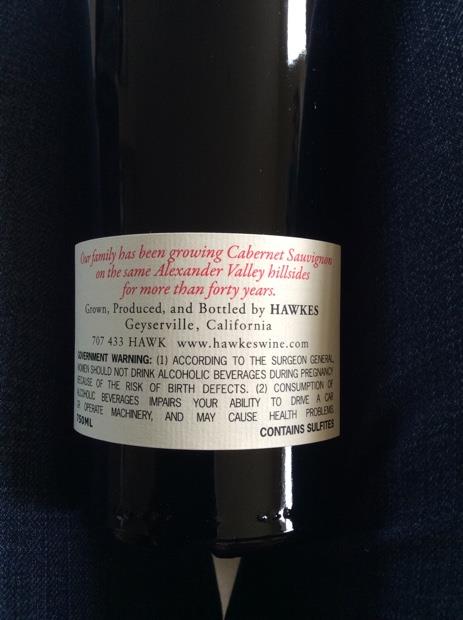 Our family has been growing Cabernet Sauvignon
on the same Alexander Valley hillsides
for more than forty years.
Grown, Produced, and Bottled by HAWKES
Geyserville, California
707 433 HAWK www.hawkeswine.com
GOVERNMENT WARNING: (1) ACCORDING TO THE SURGEON GENERAL,
WOMEN SHOULD NOT DRINK ALCOHOLIC BEVERAGES DURING PREGNANCY
BECAUSE OF THE RISK OF BIRTH DEFECTS. (2) CONSUMPTION OF
ALCOHOLIC BEVERAGES IMPAIRS YOUR ABILITY TO DRIVE A CAR
OR OPERATE MACHINERY, AND MAY CAUSE HEALTH PROBLEMS.
750ML CONTAINS SULFITES